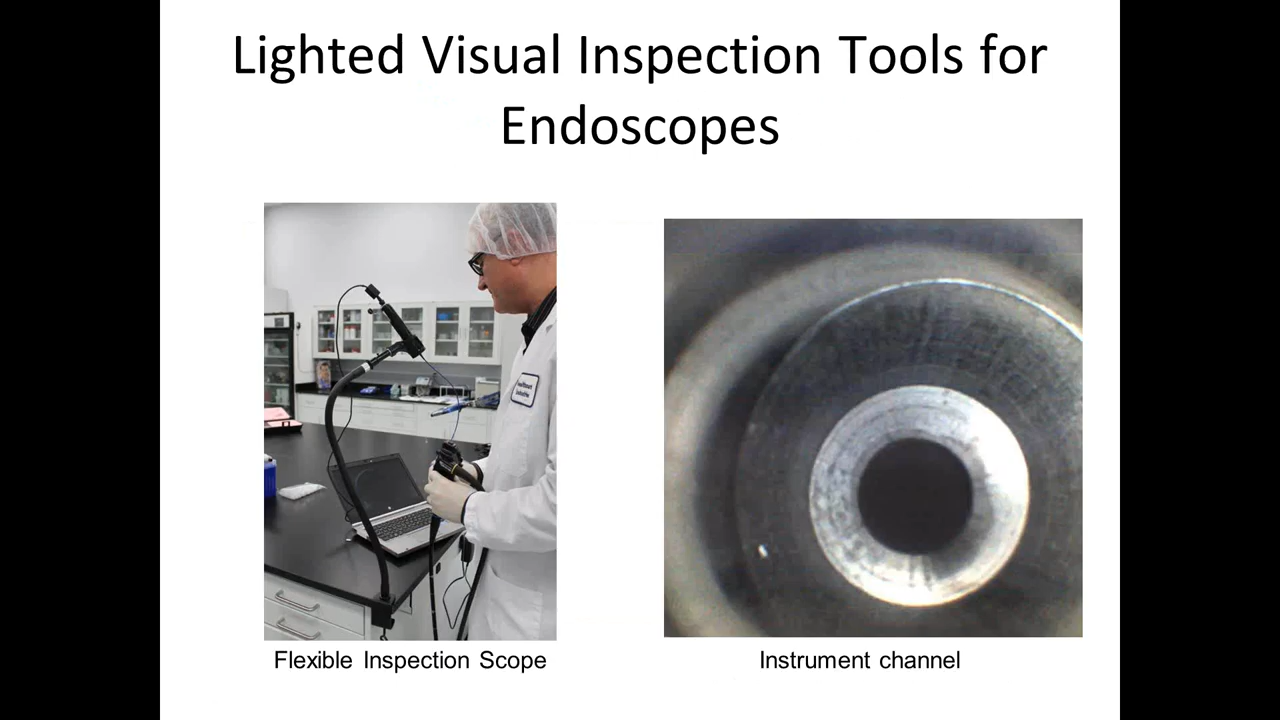 Lighted Visual Inspection Tools for
Endoscopes
Flexible Inspection Scope
Instrument channel